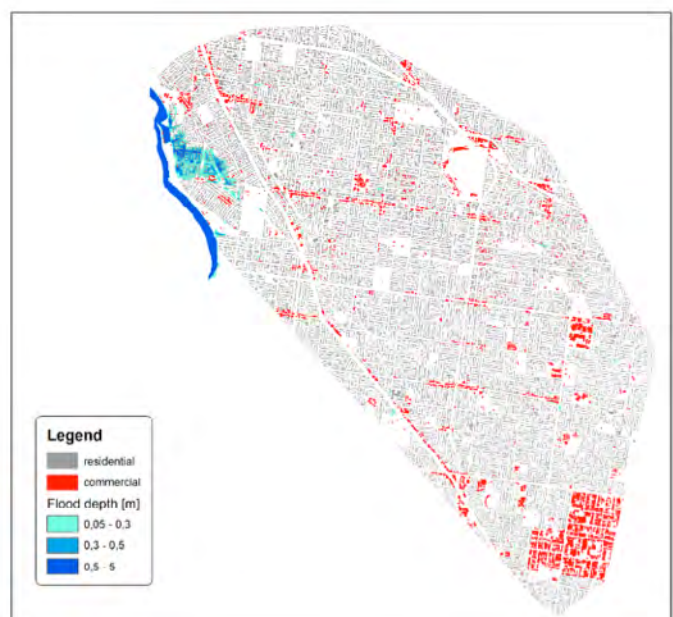 Legend
residential
commercial
Flood depth [m]
0,05 - 0,3
0,3 - 0,5
0,5 - 5